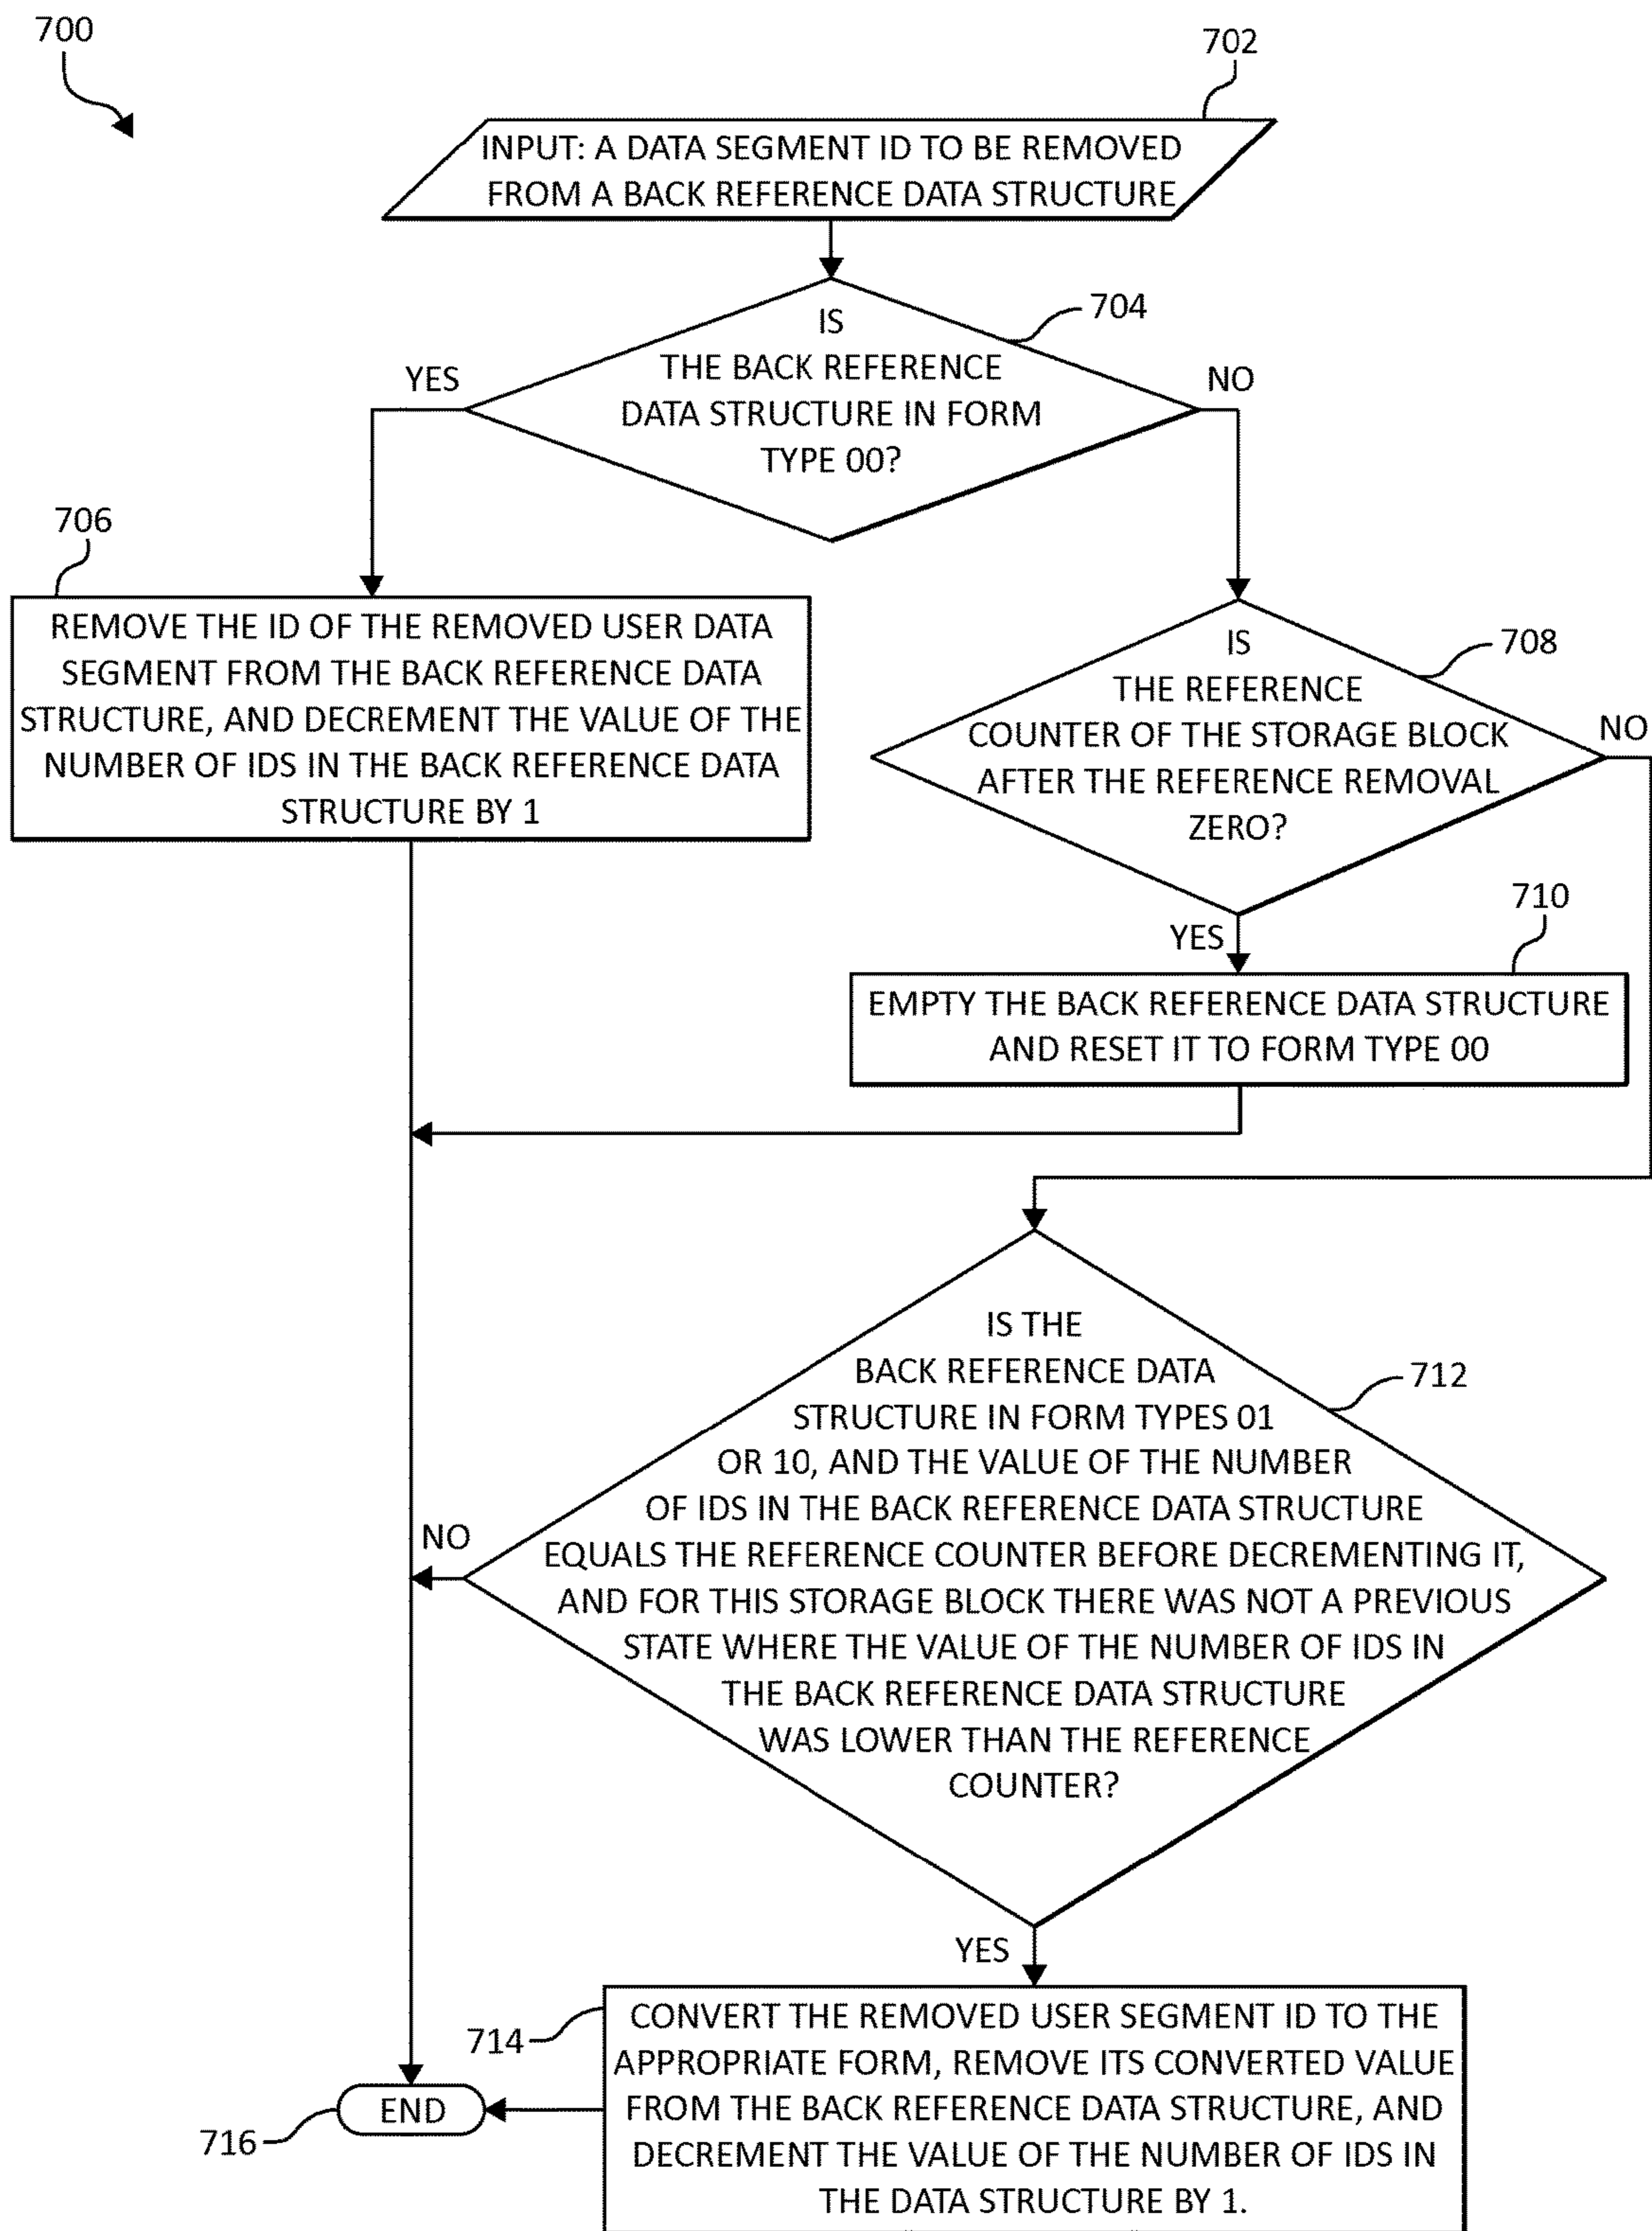 700
702
INPUT: A DATA SEGMENT ID TO BE REMOVED
FROM A BACK REFERENCE DATA STRUCTURE
704
IS
THE BACK REFERENCE
DATA STRUCTURE IN FORM
TYPE 00?
YES
NO
706
REMOVE THE ID OF THE REMOVED USER DATA
SEGMENT FROM THE BACK REFERENCE DATA
STRUCTURE, AND DECREMENT THE VALUE OF THE
NUMBER OF IDS IN THE BACK REFERENCE DATA
STRUCTURE BY 1
708
IS
THE REFERENCE
COUNTER OF THE STORAGE BLOCK
AFTER THE REFERENCE REMOVAL
ZERO?
NO
YES
710
EMPTY THE BACK REFERENCE DATA STRUCTURE
AND RESET IT TO FORM TYPE 00
712
IS THE
BACK REFERENCE DATA
STRUCTURE IN FORM TYPES 01
OR 10, AND THE VALUE OF THE NUMBER
OF IDS IN THE BACK REFERENCE DATA STRUCTURE
EQUALS THE REFERENCE COUNTER BEFORE DECREMENTING IT,
AND FOR THIS STORAGE BLOCK THERE WAS NOT A PREVIOUS
STATE WHERE THE VALUE OF THE NUMBER OF IDS IN
THE BACK REFERENCE DATA STRUCTURE
WAS LOWER THAN THE REFERENCE
COUNTER?
NO
YES
714
CONVERT THE REMOVED USER SEGMENT ID TO THE
APPROPRIATE FORM, REMOVE ITS CONVERTED VALUE
FROM THE BACK REFERENCE DATA STRUCTURE, AND
DECREMENT THE VALUE OF THE NUMBER OF IDS IN
THE DATA STRUCTURE BY 1.
END
716